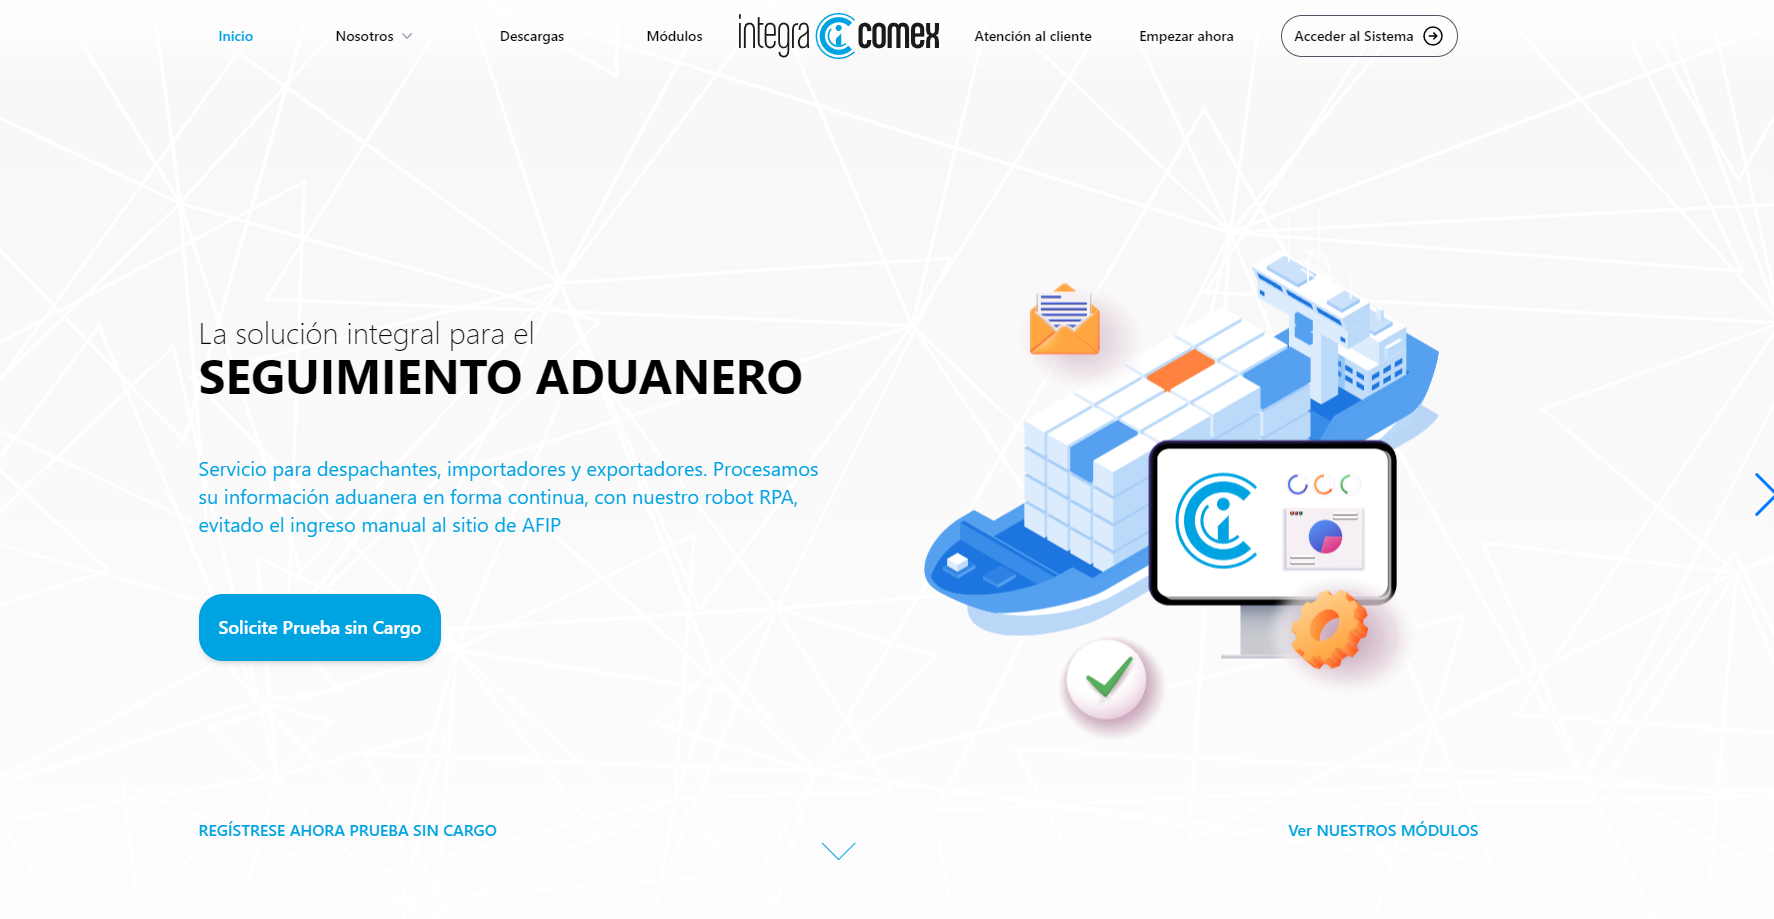 Inicio
Nosotros
Descargas
Módulos
integra comex
Atención al cliente
Empezar ahora
Acceder al Sistema
La solución integral para el
SEGUIMIENTO ADUANERO
Servicio para despachantes, importadores y exportadores. Procesamos
su información aduanera en forma continua, con nuestro robot RPA,
evitado el ingreso manual al sitio de AFIP
Solicite Prueba sin Cargo
REGÍSTRESE AHORA PRUEBA SIN CARGO
Ver NUESTROS MÓDULOS